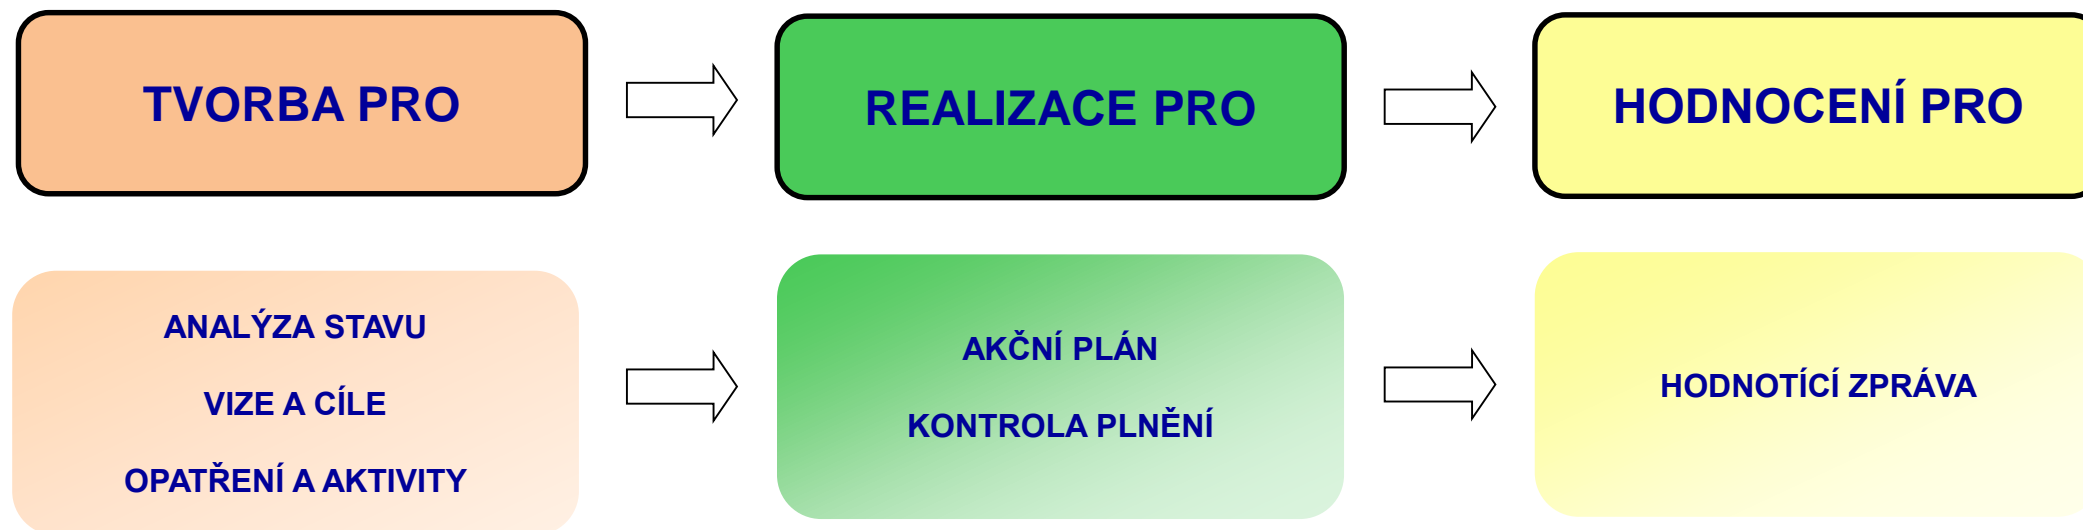 TVORBA PRO
REALIZACE PRO
HODNOCENÍ PRO
ANALÝZA STAVU
VIZE A CÍLE
OPATŘENÍ A AKTIVITY
AKČNÍ PLÁN
KONTROLA PLNĚNÍ
HODNOTÍCÍ ZPRÁVA